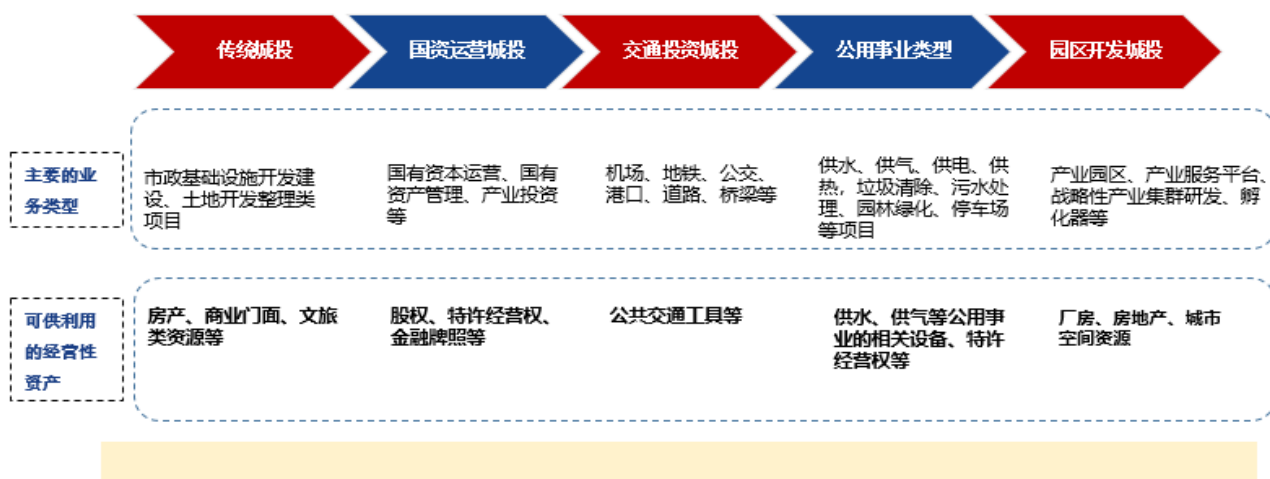 传统城投
国资运营城投
交通投资城投
公用事业类型
园区开发城投
主要的业
务类型
市政基础设施开发建
设、土地开发整理类
项目
国有资本运营、国有
资产管理、产业投资
等
机场、地铁、公交、
港口、道路、桥梁等
供水、供气、供电、供
热，垃圾清除、污水处
理、园林绿化、停车场
等项目
产业园区、产业服务平台、
战略性产业集群研发、孵
化器等
可供利用
的经营性
资产
房产、商业门面、文旅
类资源等
股权、特许经营权、
金融牌照等
公共交通工具等
供水、供气等公用事
业的相关设备、特许
经营权等
厂房、房地产、城市
空间资源